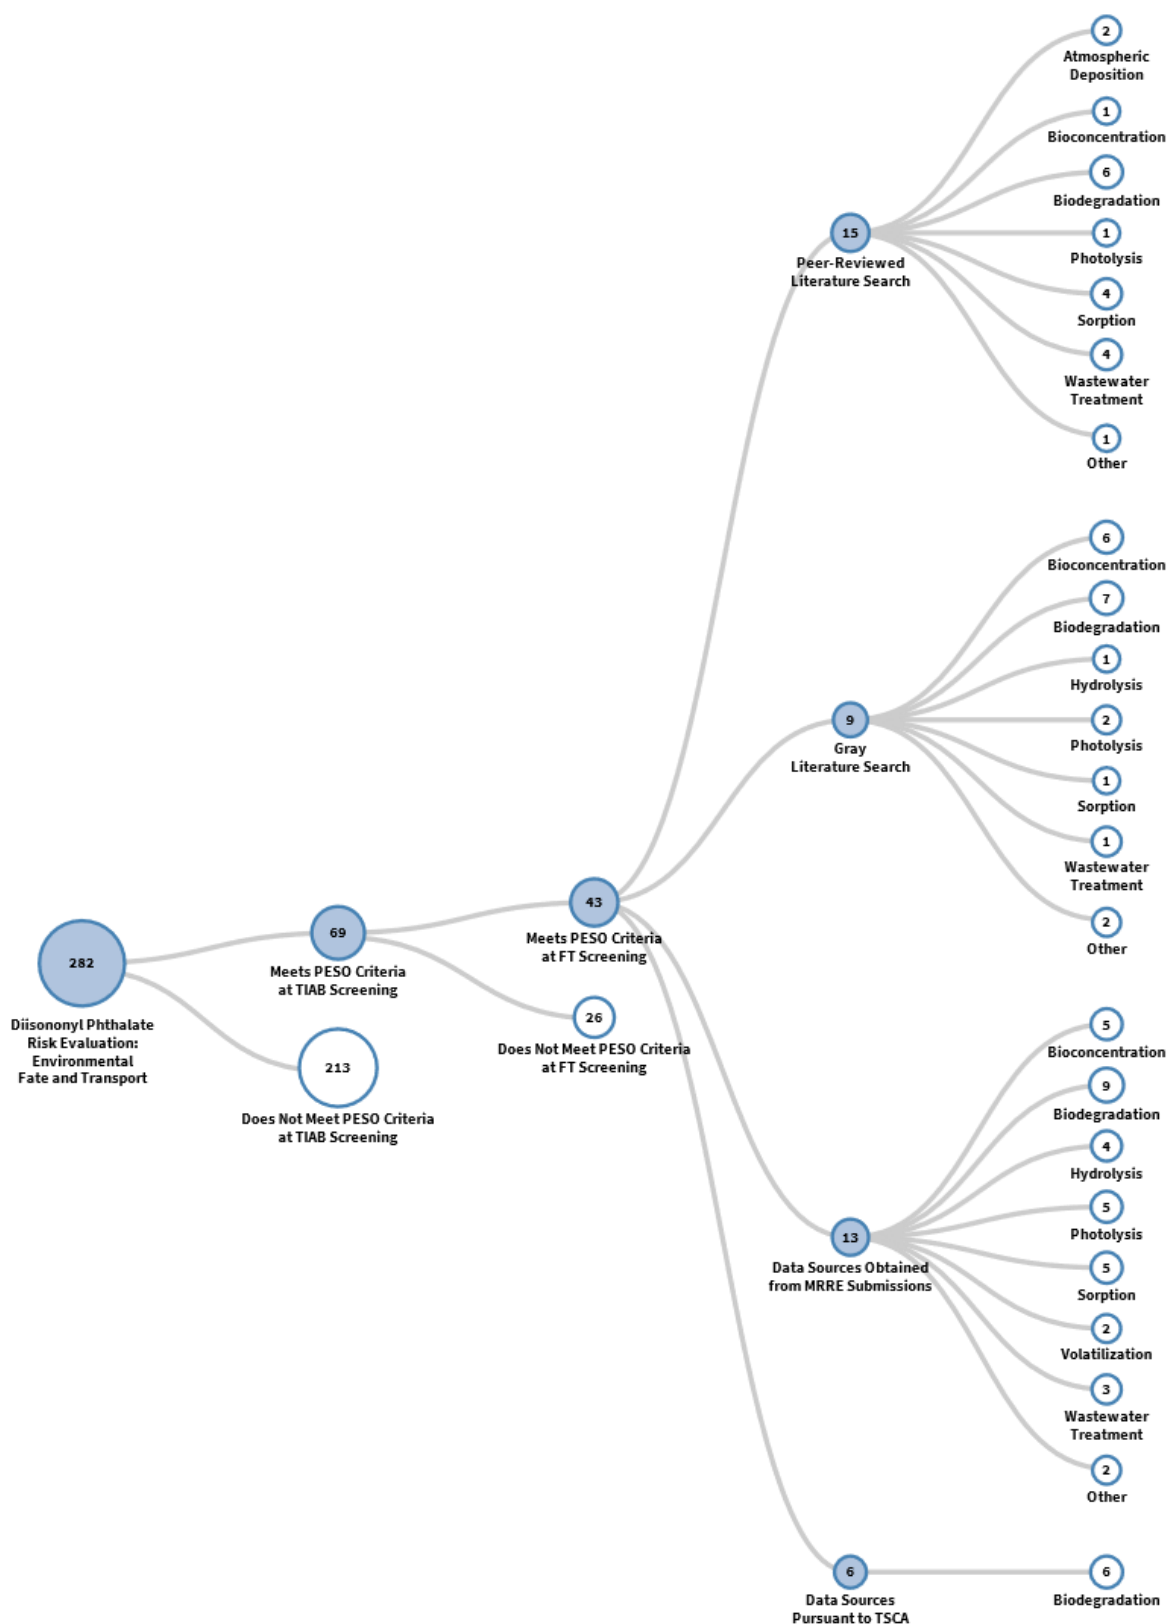 282
Diisononyl Phthalate
Risk Evaluation:
Environmental
Fate and Transport
69
Meets PESO Criteria
at TIAB Screening
213
Does Not Meet PESO Criteria
at TIAB Screening
43
Meets PESO Criteria
at FT Screening
26
Does Not Meet PESO Criteria
at FT Screening
15
Peer-Reviewed
Literature Search
2
Atmospheric
Deposition
1
Bioconcentration
6
Biodegradation
1
Photolysis
4
Sorption
4
Wastewater
Treatment
1
Other
9
Gray
Literature Search
6
Bioconcentration
7
Biodegradation
1
Hydrolysis
2
Photolysis
1
Sorption
1
Wastewater
Treatment
2
Other
13
Data Sources Obtained
from MRRE Submissions
5
Bioconcentration
9
Biodegradation
4
Hydrolysis
5
Photolysis
5
Sorption
2
Volatilization
3
Wastewater
Treatment
2
Other
6
Data Sources
Pursuant to TSCA
6
Biodegradation